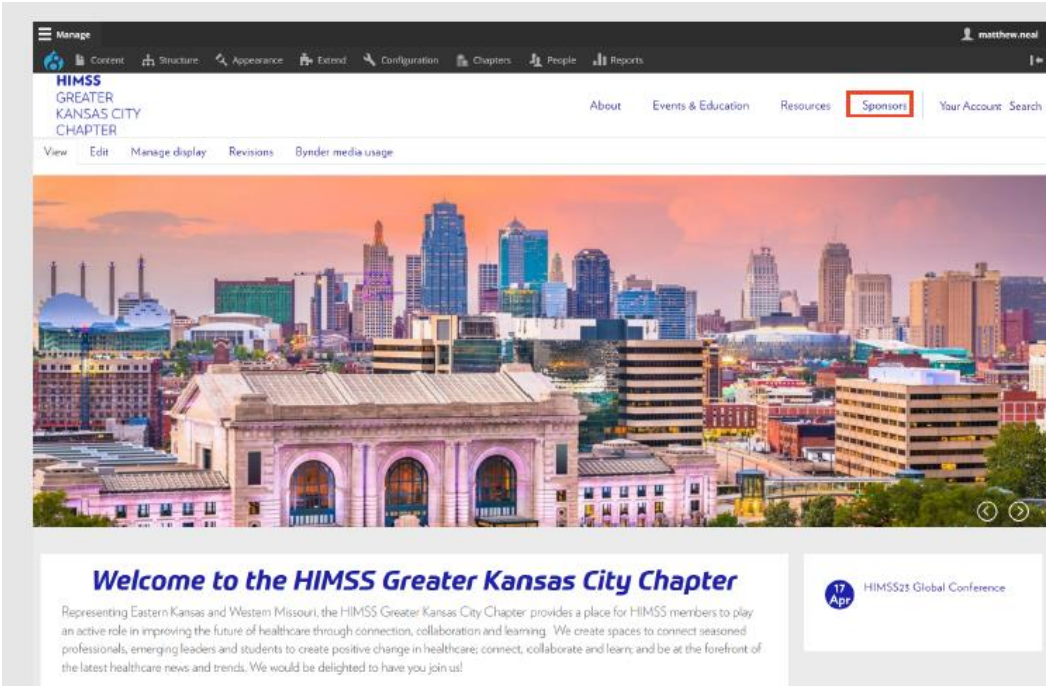 Manage
matthew.neal
Content Structure Appearance Extend Configuration Chapters People Reports
HIMSS
GREATER
KANSAS CITY
CHAPTER
About Events & Education Resources Sponsors Your Account Search
View Edit Manage display Revisions Bynder media usage
Welcome to the HIMSS Greater Kansas City Chapter
Representing Eastern Kansas and Western Missouri, the HIMSS Greater Kansas City Chapter provides a place for HIMSS members to play
an active role in improving the future of healthcare through connection, collaboration and learning. We create spaces to connect seasoned
professionals, emerging leaders and students to create positive change in healthcare; connect, collaborate and learn; and be at the forefront of
the latest healthcare news and trends. We would be delighted to have you join us!
17
Apr
HIMSS23 Global Conference